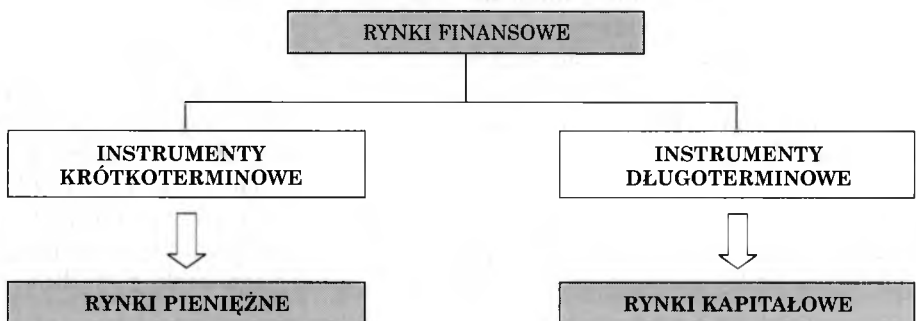 RYNKI FINANSOWE
INSTRUMENTY
KRÓTKOTERMINOWE
INSTRUMENTY
DŁUGOTERMINOWE
RYNKI PIENIĘŻNE
RYNKI KAPITAŁOWE